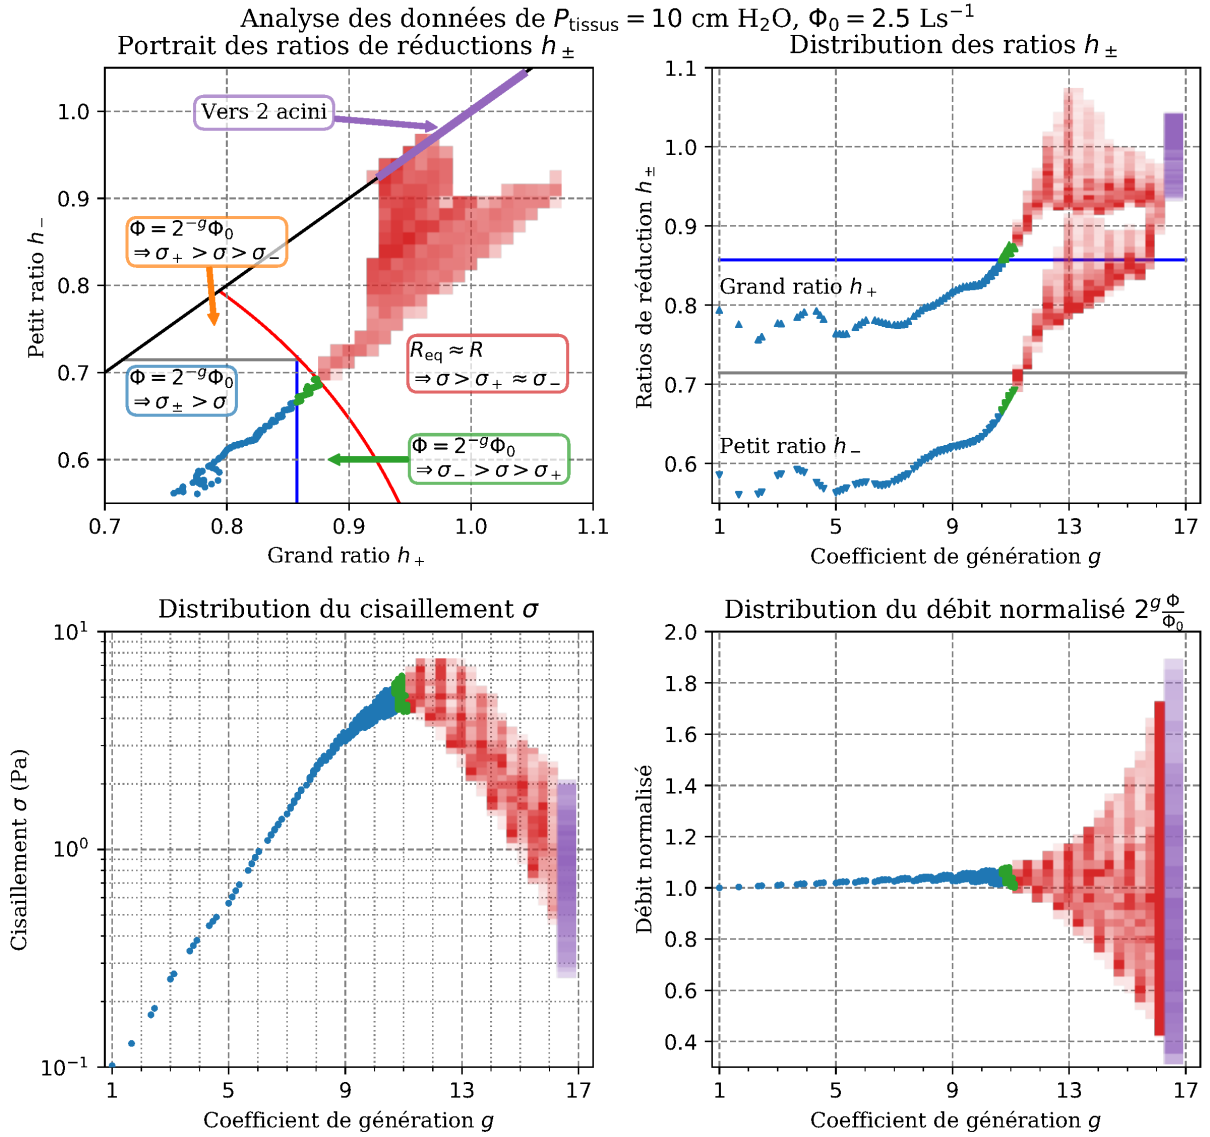 Analyse des données de P_tissus = 10 cm H₂O, Φ₀ = 2.5 Ls⁻¹
Portrait des ratios de réductions h±
Petit ratio h₋
1.0
0.9
0.8
0.7
0.6
Vers 2 acini
Φ = 2⁻ᵍΦ₀
⇒ σ₊ > σ > σ₋
Φ = 2⁻ᵍΦ₀
⇒ σ± > σ
R_eq ≈ R
⇒ σ > σ₊ ≈ σ₋
Φ = 2⁻ᵍΦ₀
⇒ σ₋ > σ > σ₊
0.7 0.8 0.9 1.0 1.1
Grand ratio h₊
Distribution des ratios h±
Ratios de réduction h±
1.1
1.0
0.9
0.8
0.7
0.6
Grand ratio h₊
Petit ratio h₋
1 5 9 13 17
Coefficient de génération g
Distribution du cisaillement σ
Cisaillement σ (Pa)
10¹
10⁰
10⁻¹
1 5 9 13 17
Coefficient de génération g
Distribution du débit normalisé 2ᵍ Φ/Φ₀
Débit normalisé
2.0
1.8
1.6
1.4
1.2
1.0
0.8
0.6
0.4
1 5 9 13 17
Coefficient de génération g